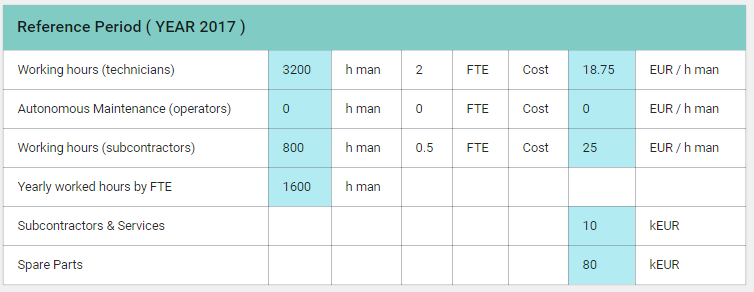 Reference Period ( YEAR 2017 )
Working hours (technicians) 3200 h man 2 FTE Cost 18.75 EUR / h man
Autonomous Maintenance (operators) 0 h man 0 FTE Cost 0 EUR / h man
Working hours (subcontractors) 800 h man 0.5 FTE Cost 25 EUR / h man
Yearly worked hours by FTE 1600 h man
Subcontractors & Services 10 kEUR
Spare Parts 80 kEUR